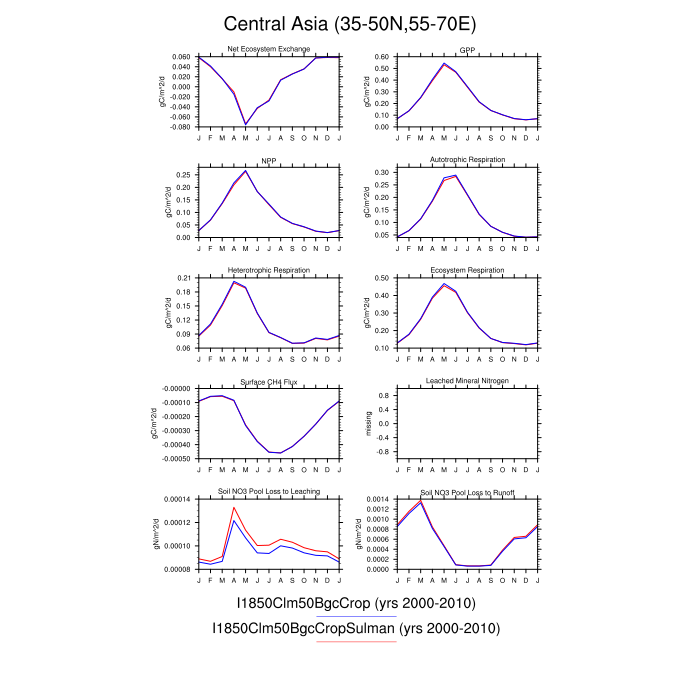 Central Asia (35-50N,55-70E)
Net Ecosystem Exchange
GPP
gC/m^2/d
0.060
0.040
0.020
0.000
-0.020
-0.040
-0.060
-0.080
J F M A M J J A S O N D J
gC/m^2/d
0.60
0.50
0.40
0.30
0.20
0.10
0.00
J F M A M J J A S O N D J
NPP
Autotrophic Respiration
gC/m^2/d
0.25
0.20
0.15
0.10
0.05
0.00
J F M A M J J A S O N D J
gC/m^2/d
0.30
0.25
0.20
0.15
0.10
0.05
J F M A M J J A S O N D J
Heterotrophic Respiration
Ecosystem Respiration
gC/m^2/d
0.21
0.18
0.15
0.12
0.09
0.06
J F M A M J J A S O N D J
gC/m^2/d
0.50
0.40
0.30
0.20
0.10
J F M A M J J A S O N D J
Surface CH4 Flux
Leached Mineral Nitrogen
gC/m^2/d
-0.00000
-0.00010
-0.00020
-0.00030
-0.00040
-0.00050
J F M A M J J A S O N D J
missing
0.8
0.4
0.0
-0.4
-0.8
J F M A M J J A S O N D J
Soil NO3 Pool Loss to Leaching
Soil NO3 Pool Loss to Runoff
gN/m^2/d
0.00014
0.00012
0.00010
0.00008
J F M A M J J A S O N D J
gN/m^2/d
0.0014
0.0012
0.0010
0.0008
0.0006
0.0004
0.0002
0.0000
J F M A M J J A S O N D J
I1850Clm50BgcCrop (yrs 2000-2010)
I1850Clm50BgcCropSulman (yrs 2000-2010)